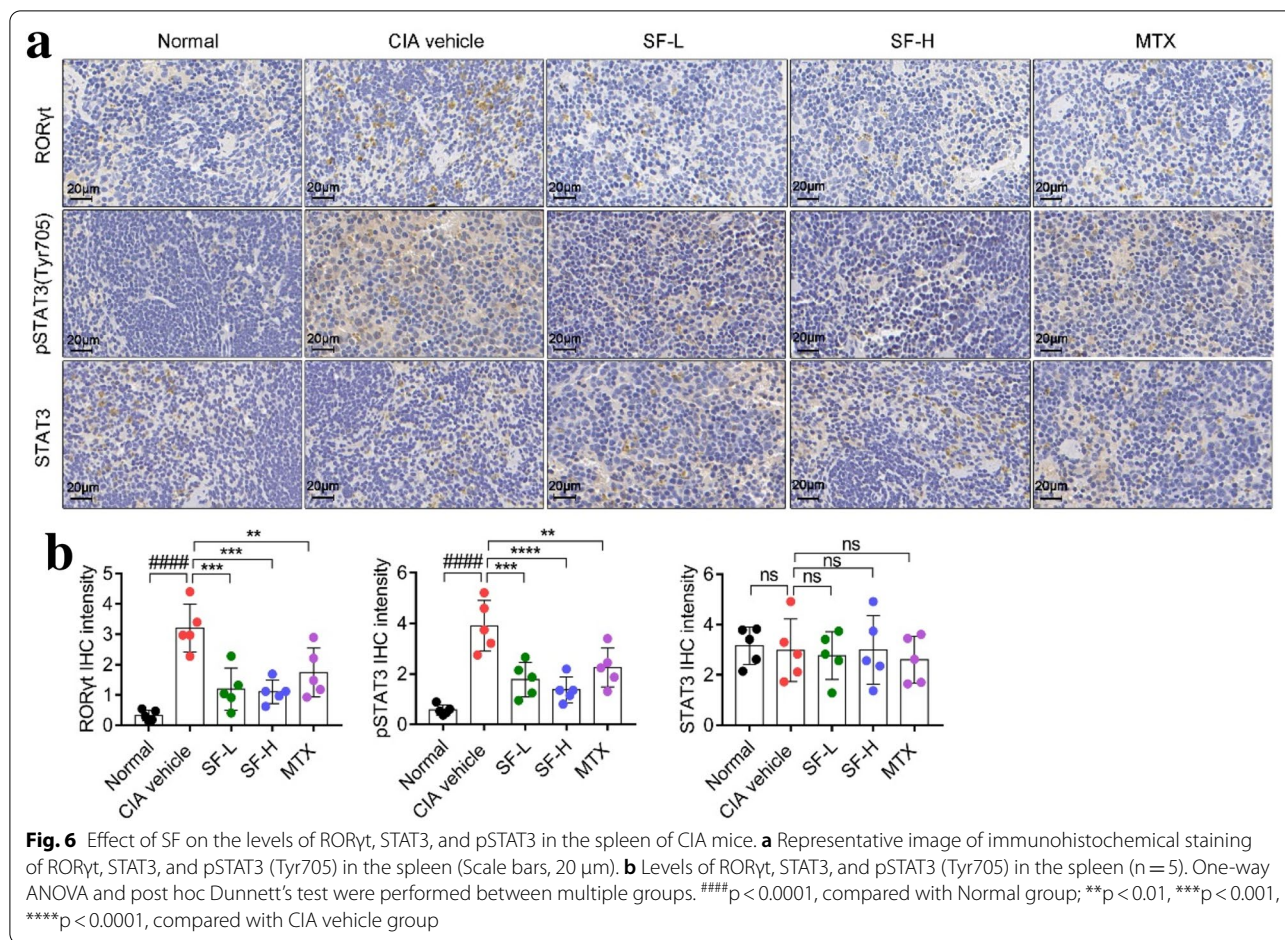 a
Normal CIA vehicle SF-L SF-H MTX
RORγt
20μm 20μm 20μm 20μm 20μm
pSTAT3(Tyr705)
20μm 20μm 20μm 20μm 20μm
STAT3
20μm 20μm 20μm 20μm 20μm
b
RORγt IHC intensity
5
4
3
2
1
0
#### *** *** **
Normal CIA vehicle SF-L SF-H MTX
pSTAT3 IHC intensity
6
4
2
0
#### *** **** **
Normal CIA vehicle SF-L SF-H MTX
STAT3 IHC intensity
6
4
2
0
ns ns ns ns
Normal CIA vehicle SF-L SF-H MTX
Fig. 6 Effect of SF on the levels of RORγt, STAT3, and pSTAT3 in the spleen of CIA mice. a Representative image of immunohistochemical staining
of RORγt, STAT3, and pSTAT3 (Tyr705) in the spleen (Scale bars, 20 μm). b Levels of RORγt, STAT3, and pSTAT3 (Tyr705) in the spleen (n = 5). One-way
ANOVA and post hoc Dunnett's test were performed between multiple groups. ####p < 0.0001, compared with Normal group; **p < 0.01, ***p < 0.001,
****p < 0.0001, compared with CIA vehicle group